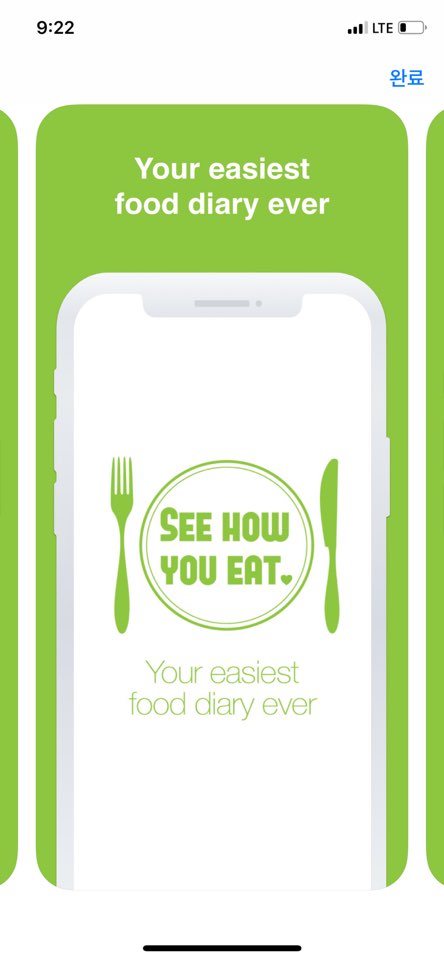 9:22
LTE
완료
Your easiest
food diary ever
SEE HOW
YOU EAT.
Your easiest
food diary ever